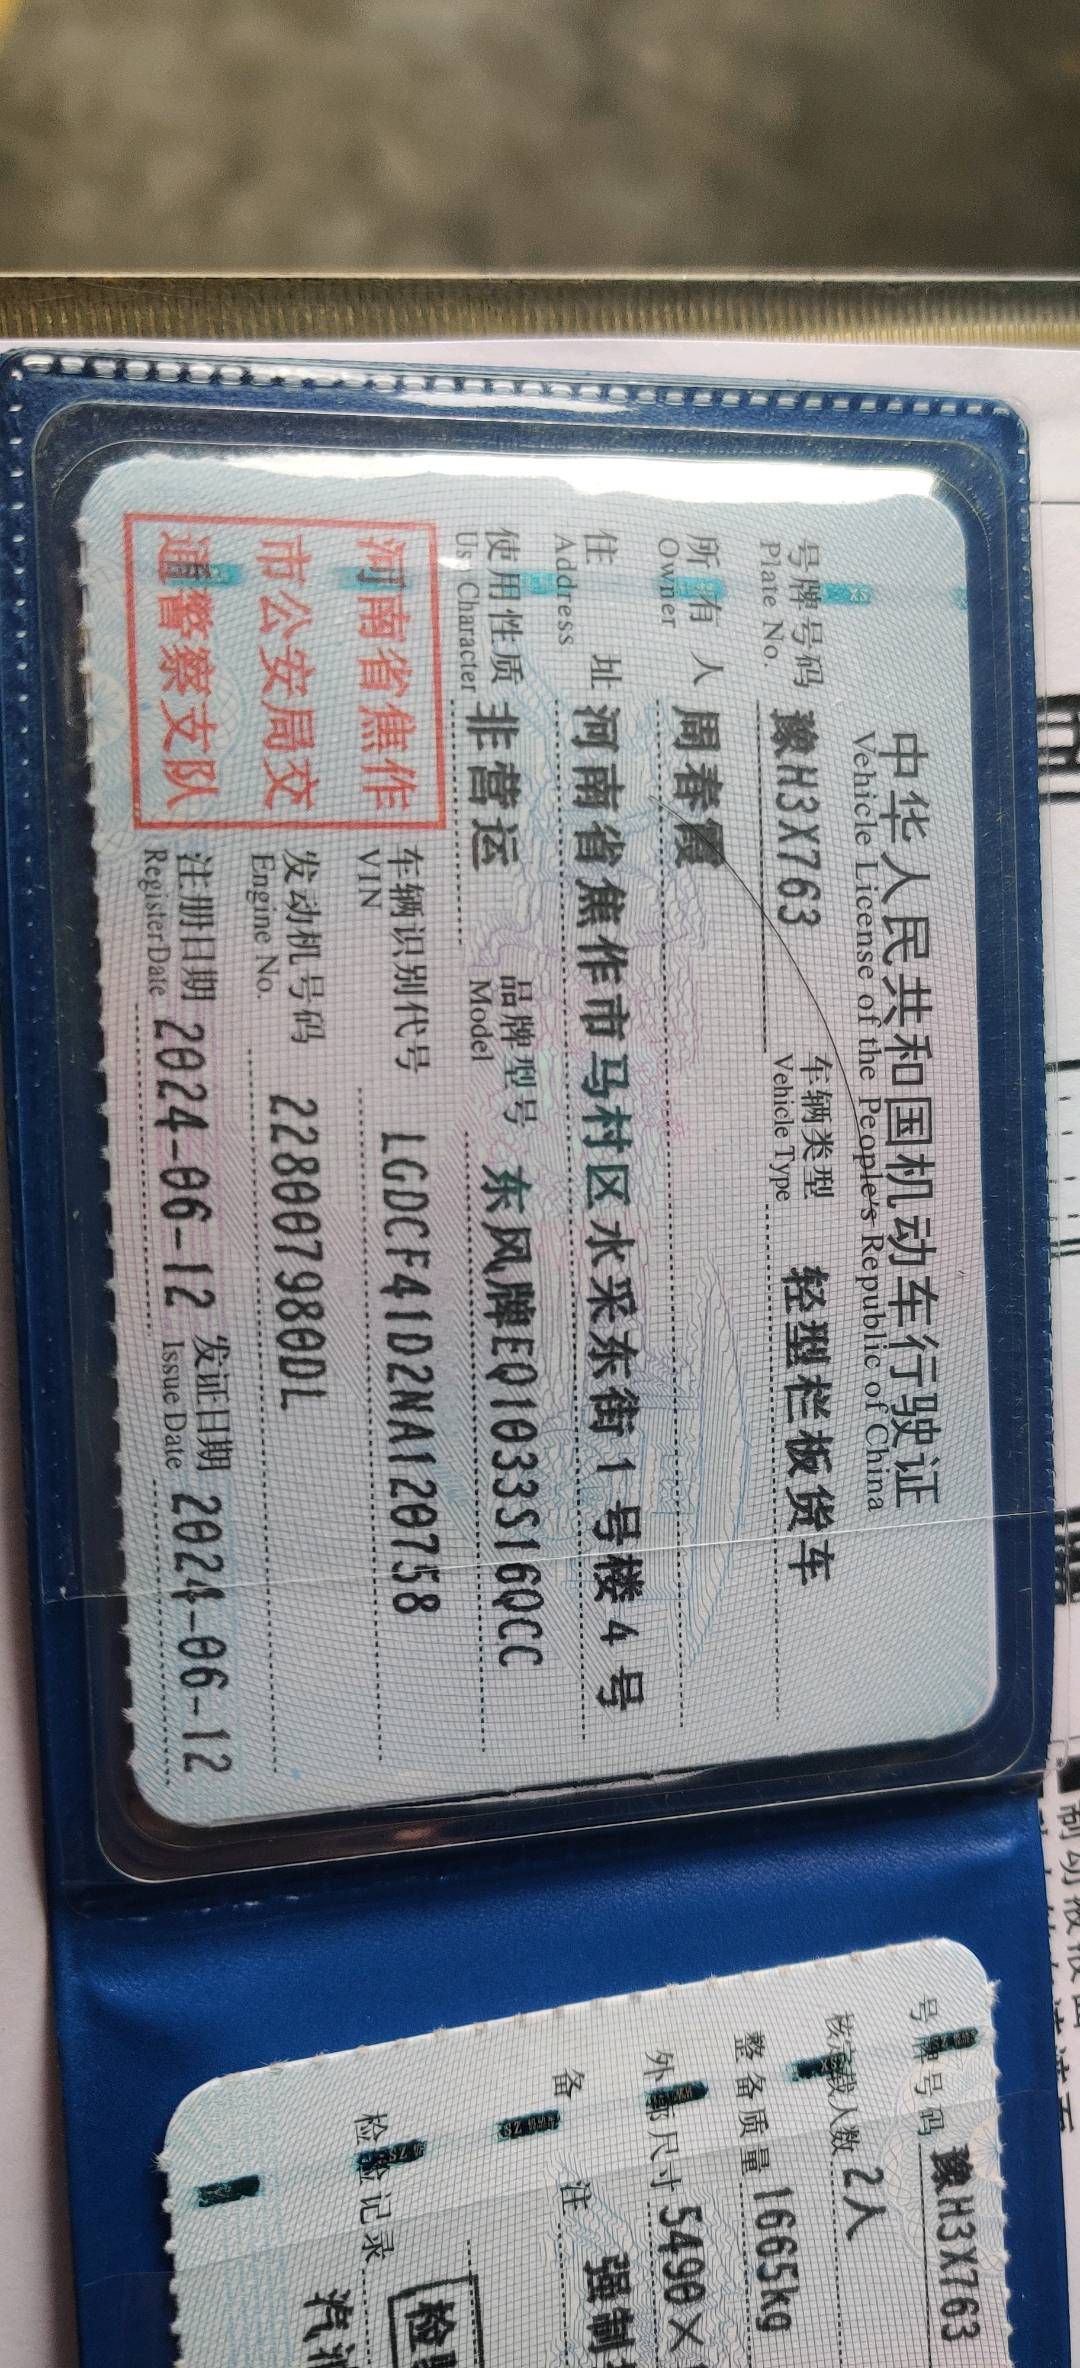 中华人民共和国机动车行驶证
Vehicle License of the People's Republic of China
号牌号码 豫H3X763 车辆类型 轻型栏板货车
Plate No. Vehicle Type
所有人 周春霞
Owner
住址 河南省焦作市马村区水采东街1号楼4号
Address
使用性质 非营运 品牌型号 东风牌EQ1033S16QCC
Use Character Model
河南省焦作
市公安局交
通警察支队
车辆识别代号 LGDCF41D2NA120758
VIN
发动机号码 228007980DL
Engine No.
注册日期 2024-06-12 发证日期 2024-06-12
Register Date Issue Date
号牌号码 豫H3X763
核定载人数 2人
整备质量 1665kg
外廓尺寸 5490×
备注 强制
检验记录